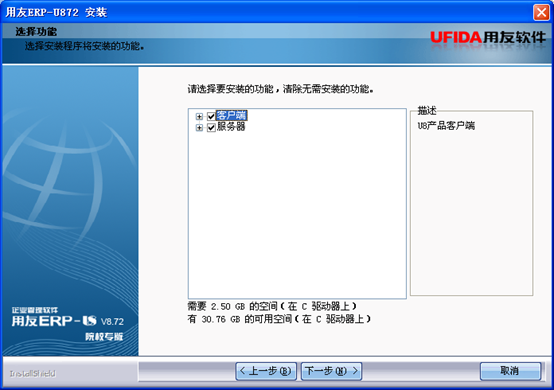 用友ERP-U872 安装
选择功能
选择安装程序将安装的功能。
UFIDA用友软件
请选择要安装的功能，清除无需安装的功能。
客户端
服务器
描述
U8产品客户端
需要 2.50 GB 的空间(在 C 驱动器上)
有 30.76 GB 的可用空间(在 C 驱动器上)
企业管理软件
用友ERP-U8 V8.72
院校专版
InstallShield
< 上一步(B)
下一步(N) >
取消